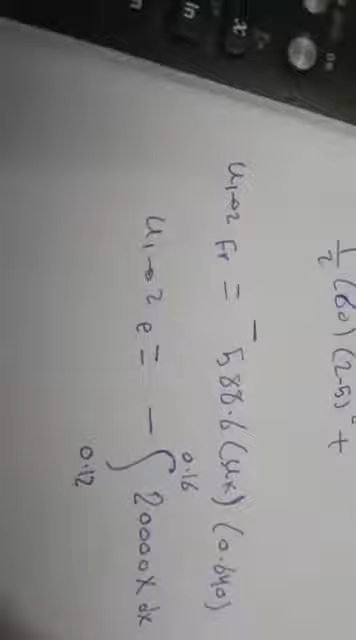 ½ (60) (2.5)² +
U₁→₂ Fr = - 588.6 (μₖ) (0.640)
U₁→₂ e = - ∫₀.₁₂^0.16 20000x dx